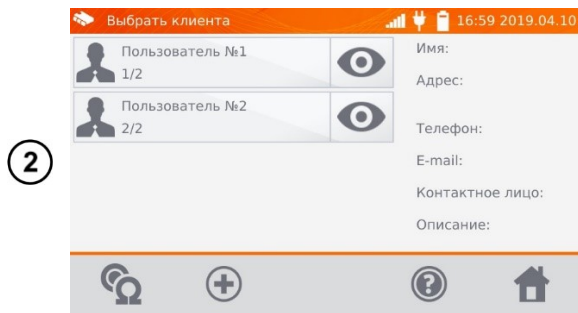 2
Выбрать клиента
16:59 2019.04.10
Пользователь №1
1/2
Пользователь №2
2/2
Имя:
Адрес:
Телефон:
E-mail:
Контактное лицо:
Описание: